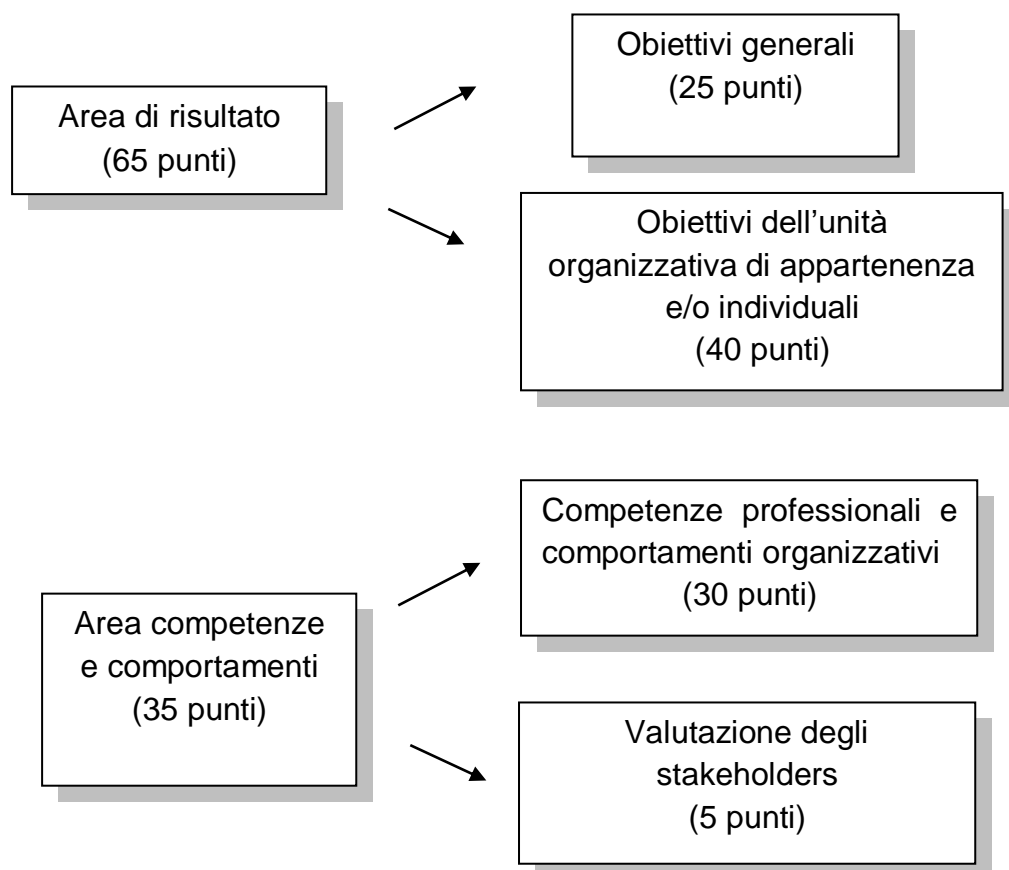 Area di risultato
(65 punti)
Obiettivi generali
(25 punti)
Obiettivi dell’unità
organizzativa di appartenenza
e/o individuali
(40 punti)
Area competenze
e comportamenti
(35 punti)
Competenze professionali e
comportamenti organizzativi
(30 punti)
Valutazione degli
stakeholders
(5 punti)